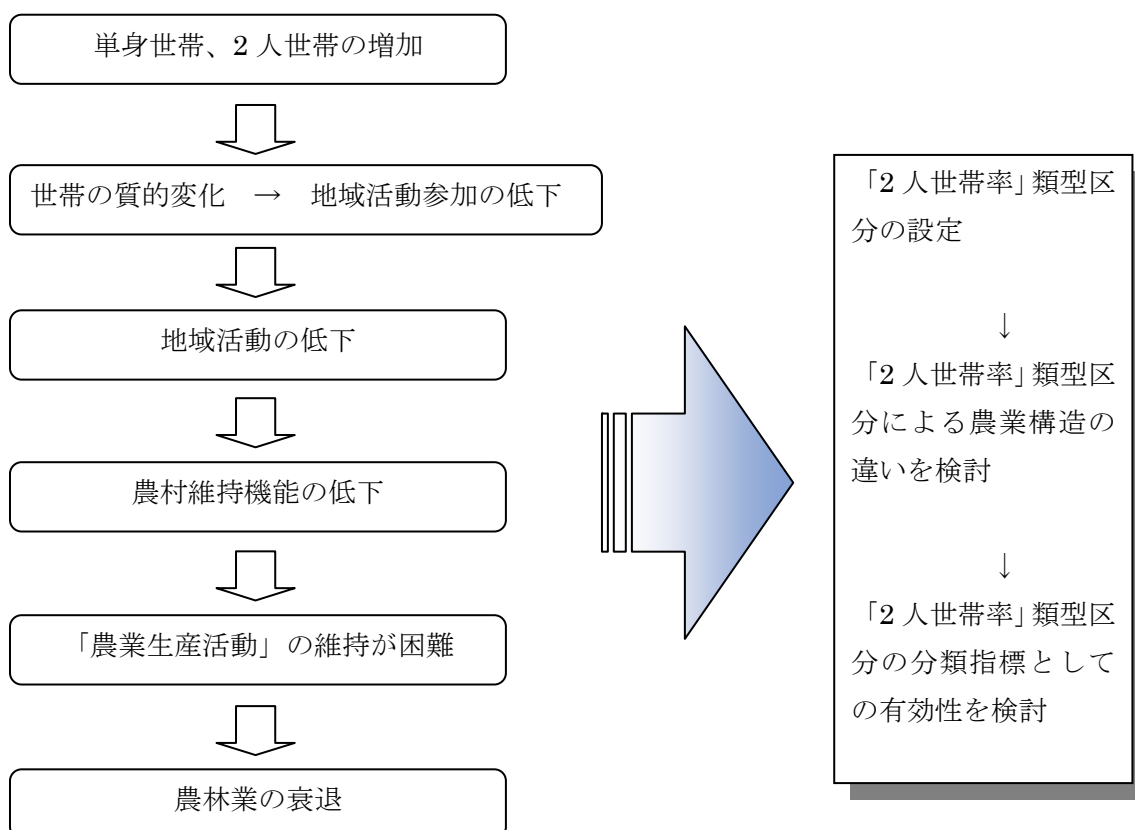 単身世帯、2 人世帯の増加
世帯の質的変化　→　地域活動参加の低下
地域活動の低下
農村維持機能の低下
「農業生産活動」の維持が困難
農林業の衰退
「2 人世帯率」類型区
分の設定
↓
「2 人世帯率」類型区
分による農業構造の
違いを検討
↓
「2 人世帯率」類型区
分の分類指標として
の有効性を検討